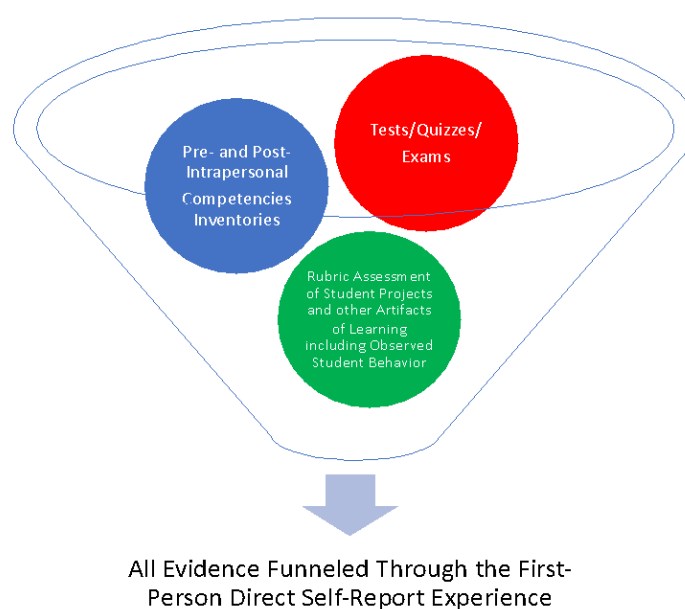 Tests/Quizzes/
Exams
Pre- and Post-
Intrapersonal
Competencies
Inventories
Rubric Assessment
of Student Projects
and other Artifacts
of Learning
including Observed
Student Behavior
All Evidence Funneled Through the First-
Person Direct Self-Report Experience